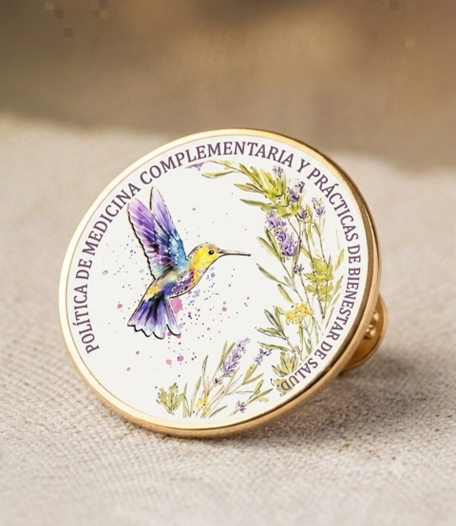 POLÍTICA DE MEDICINA COMPLEMENTARIA Y PRÁCTICAS DE BIENESTAR DE SALUD